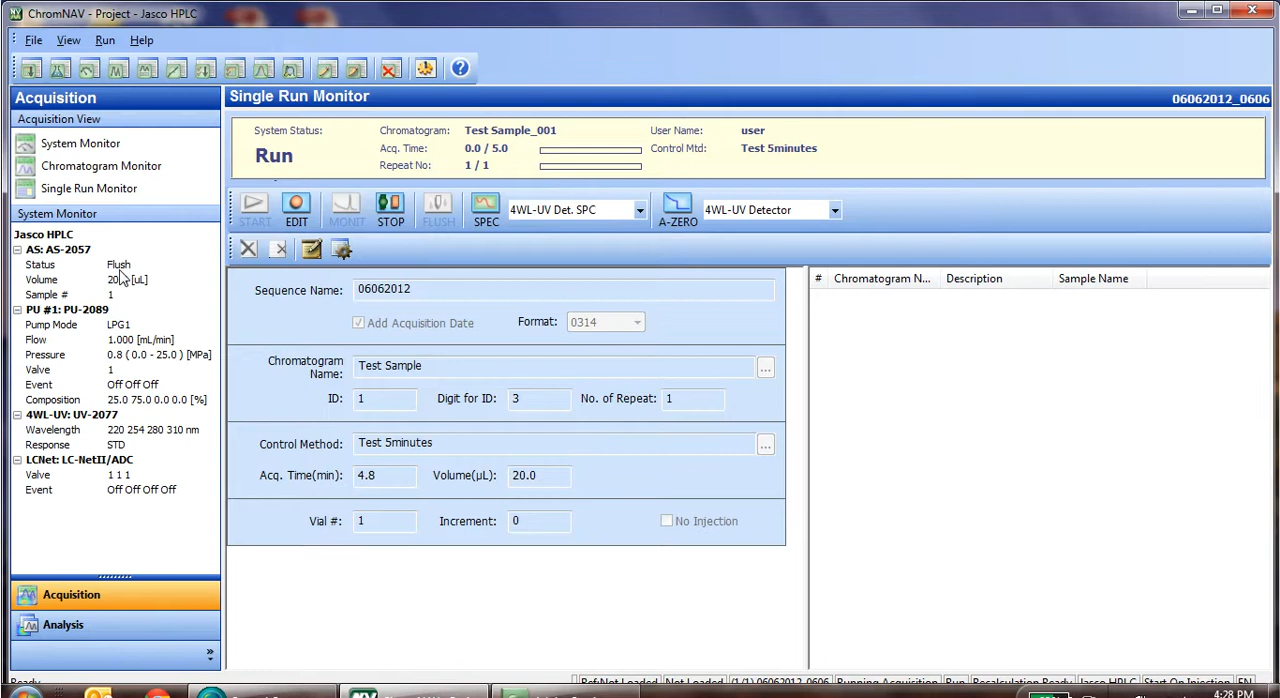 ChromNAV - Project - Jasco HPLC
File View Run Help
Acquisition
Acquisition View
System Monitor
Chromatogram Monitor
Single Run Monitor
System Monitor
Jasco HPLC
AS: AS-2057
Status Flush
Volume 20. [uL]
Sample # 1
PU #1: PU-2089
Pump Mode LPG1
Flow 1.000 [mL/min]
Pressure 0.8 ( 0.0 - 25.0 ) [MPa]
Valve 1
Event Off Off Off
Composition 25.0 75.0 0.0 0.0 [%]
4WL-UV: UV-2077
Wavelength 220 254 280 310 nm
Response STD
LCNet: LC-NetII/ADC
Valve 1 1 1
Event Off Off Off Off
Acquisition
Analysis
Single Run Monitor 06062012_0606
System Status: Run
Chromatogram: Test Sample_001 User Name: user
Acq. Time: 0.0 / 5.0 Control Mtd: Test 5minutes
Repeat No: 1 / 1
START EDIT MONIT STOP FLUSH SPEC 4WL-UV Det. SPC A-ZERO 4WL-UV Detector
Sequence Name: 06062012
Add Acquisition Date Format: 0314
Chromatogram Name: Test Sample ...
ID: 1 Digit for ID: 3 No. of Repeat: 1
Control Method: Test 5minutes ...
Acq. Time(min): 4.8 Volume(µL): 20.0
Vial #: 1 Increment: 0 No Injection
# Chromatogram N... Description Sample Name
Ready Not Loaded (1/1) 06062012_0606 Running Acquisition Run Recalculation Ready Jasco HPLC Start On Injection EN
4:28 PM